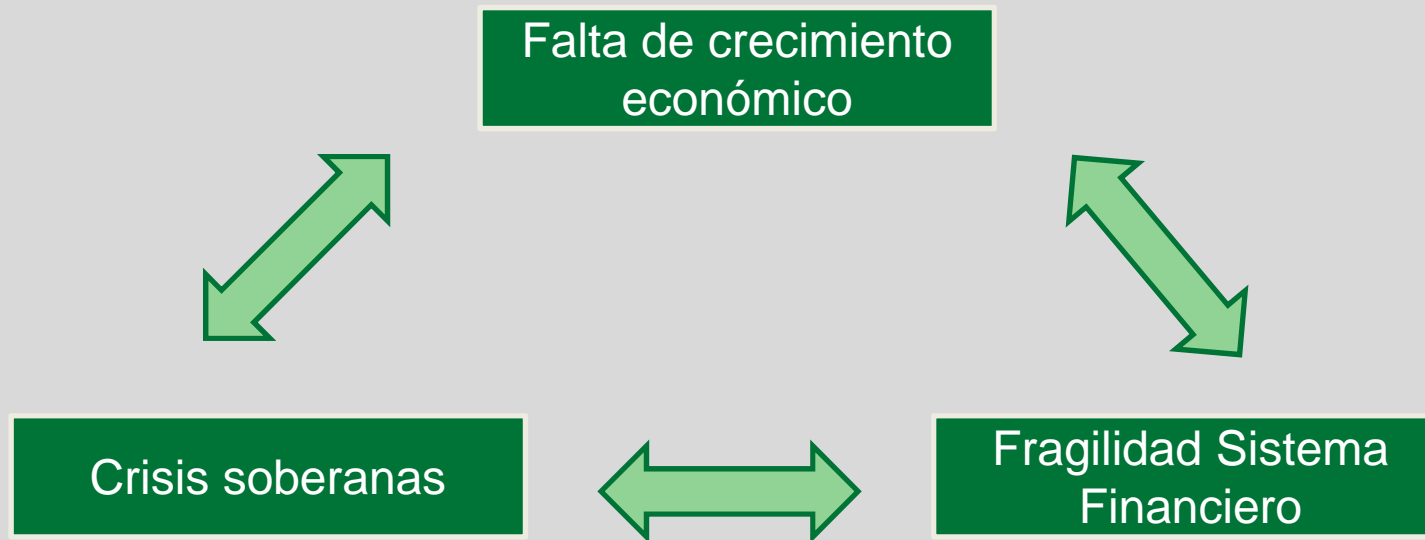 Falta de crecimiento
económico
Crisis soberanas
Fragilidad Sistema
Financiero